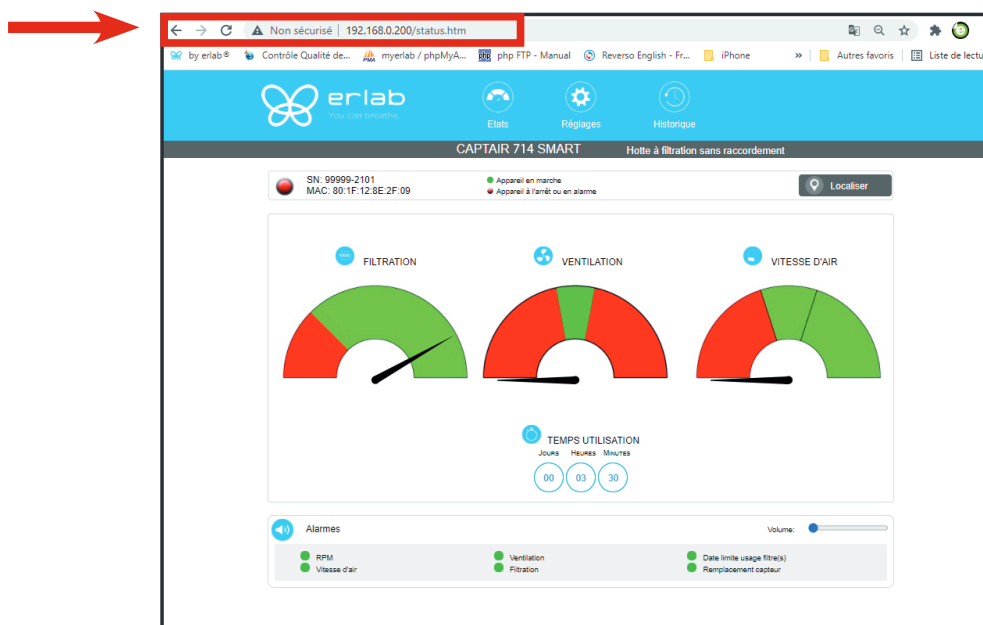 Non sécurisé | 192.168.0.200/status.htm
by erlab® Contrôle Qualité de... myerlab / phpMyA... php FTP - Manual Reverso English - Fr... iPhone » Autres favoris Liste de lectu
erlab
You can breathe
Etats Réglages Historique
CAPTAIR 714 SMART Hotte à filtration sans raccordement
SN: 99999-2101
MAC: 80:1F:12:8E:2F:09
Appareil en marche
Appareil à l'arrêt ou en alarme
Localiser
FILTRATION VENTILATION VITESSE D'AIR
TEMPS UTILISATION
Jours Heures Minutes
00 03 30
Alarmes Volume:
RPM Ventilation Date limite usage filtre(s)
Vitesse d'air Filtration Remplacement capteur